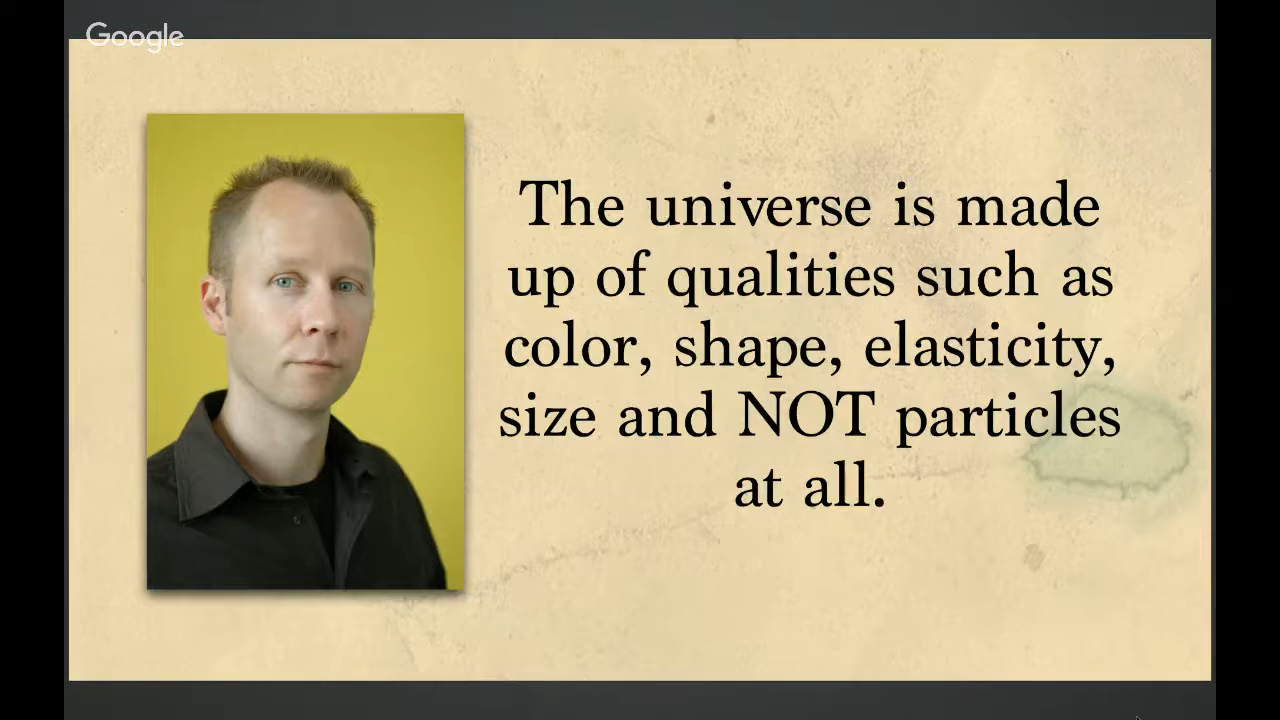 Google
The universe is made
up of qualities such as
color, shape, elasticity,
size and NOT particles
at all.